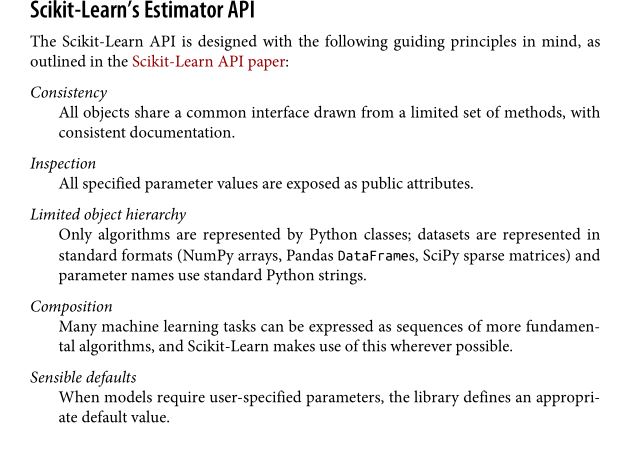 Scikit-Learn's Estimator API
The Scikit-Learn API is designed with the following guiding principles in mind, as
outlined in the Scikit-Learn API paper:
Consistency
All objects share a common interface drawn from a limited set of methods, with
consistent documentation.
Inspection
All specified parameter values are exposed as public attributes.
Limited object hierarchy
Only algorithms are represented by Python classes; datasets are represented in
standard formats (NumPy arrays, Pandas DataFrames, SciPy sparse matrices) and
parameter names use standard Python strings.
Composition
Many machine learning tasks can be expressed as sequences of more fundamen-
tal algorithms, and Scikit-Learn makes use of this wherever possible.
Sensible defaults
When models require user-specified parameters, the library defines an appropri-
ate default value.